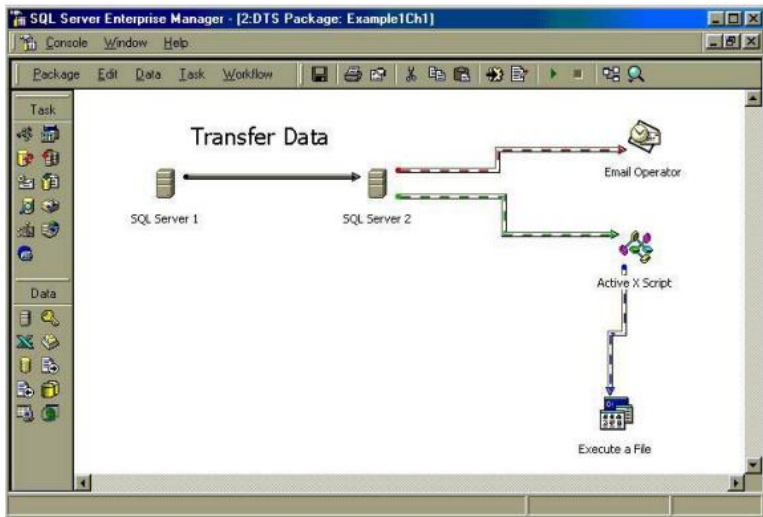 SQL Server Enterprise Manager - [2:DTS Package: Example1Ch1]
Console Window Help
Package Edit Data Task Workflow
Task
Transfer Data
Email Operator
SQL Server 1
SQL Server 2
Active X Script
Data
Execute a File